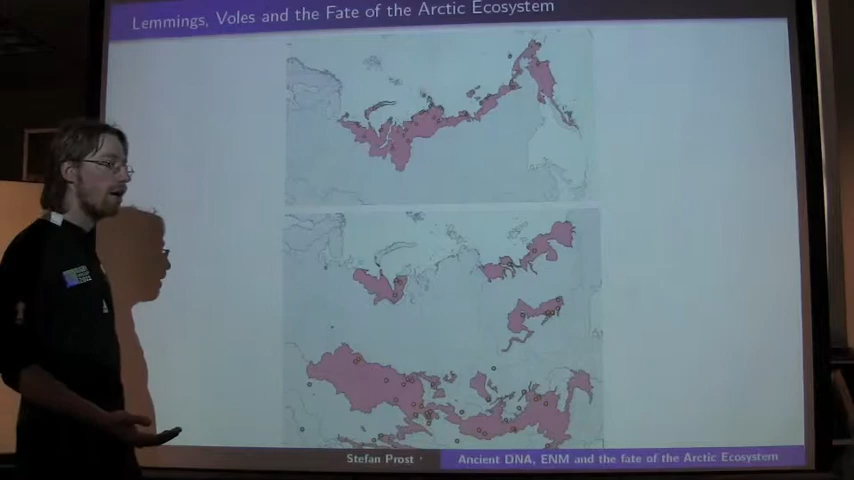 Lemmings, Voles and the Fate of the Arctic Ecosystem
Stefan Prost
Ancient DNA, ENM and the fate of the Arctic Ecosystem